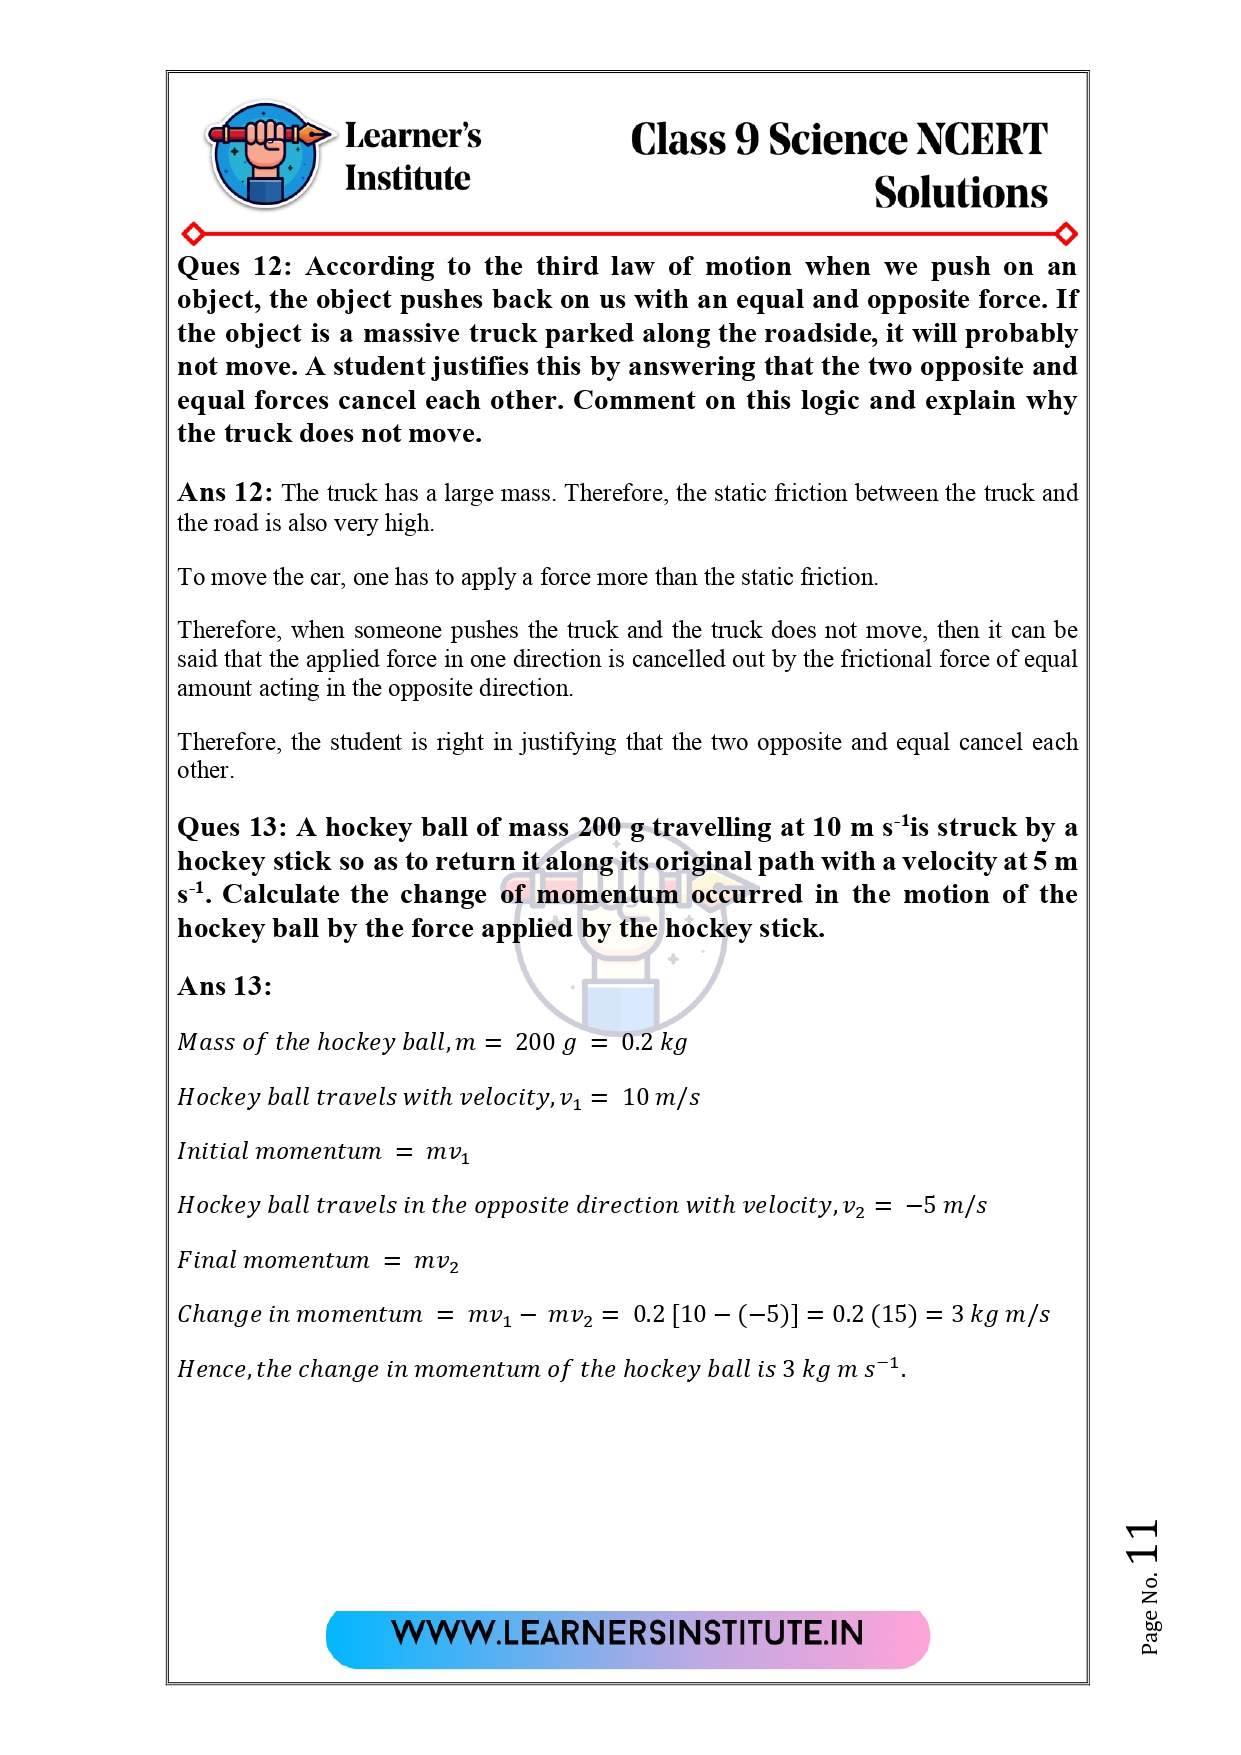 Learner's
Institute
Class 9 Science NCERT
Solutions
Ques 12: According to the third law of motion when we push on an
object, the object pushes back on us with an equal and opposite force. If
the object is a massive truck parked along the roadside, it will probably
not move. A student justifies this by answering that the two opposite and
equal forces cancel each other. Comment on this logic and explain why
the truck does not move.
Ans 12: The truck has a large mass. Therefore, the static friction between the truck and
the road is also very high.
To move the car, one has to apply a force more than the static friction.
Therefore, when someone pushes the truck and the truck does not move, then it can be
said that the applied force in one direction is cancelled out by the frictional force of equal
amount acting in the opposite direction.
Therefore, the student is right in justifying that the two opposite and equal cancel each
other.
Ques 13: A hockey ball of mass 200 g travelling at 10 m s⁻¹is struck by a
hockey stick so as to return it along its original path with a velocity at 5 m
s⁻¹. Calculate the change of momentum occurred in the motion of the
hockey ball by the force applied by the hockey stick.
Ans 13:
Mass of the hockey ball, m = 200 g = 0.2 kg
Hockey ball travels with velocity, v₁ = 10 m/s
Initial momentum = mv₁
Hockey ball travels in the opposite direction with velocity, v₂ = −5 m/s
Final momentum = mv₂
Change in momentum = mv₁ − mv₂ = 0.2 [10 − (−5)] = 0.2 (15) = 3 kg m/s
Hence, the change in momentum of the hockey ball is 3 kg m s⁻¹.
Page No. 11
WWW.LEARNERSINSTITUTE.IN